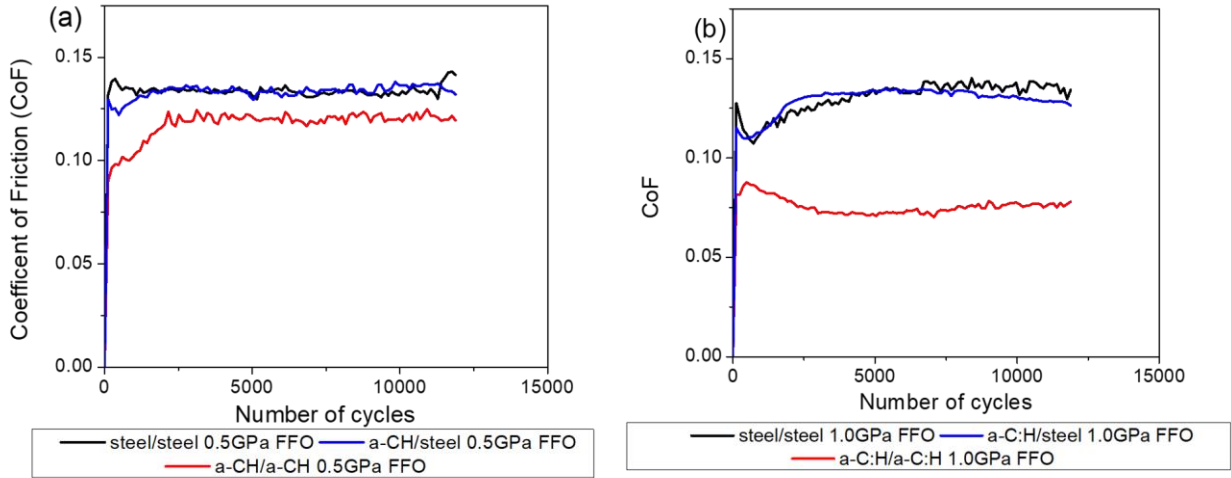 (a)
Coefficent of Friction (CoF)
0.15
0.10
0.05
0.00
0 5000 10000 15000
Number of cycles
steel/steel 0.5GPa FFO a-CH/steel 0.5GPa FFO
a-CH/a-CH 0.5GPa FFO
(b)
CoF
0.15
0.10
0.05
0.00
0 5000 10000 15000
Number of cycles
steel/steel 1.0GPa FFO a-C:H/steel 1.0GPa FFO
a-C:H/a-C:H 1.0GPa FFO